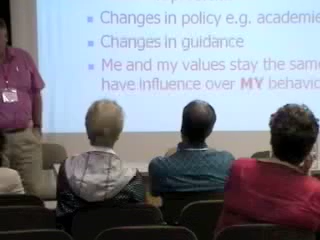 Changes in policy e.g. academie
Changes in guidance
Me and my values stay the same
have influence over MY behavio